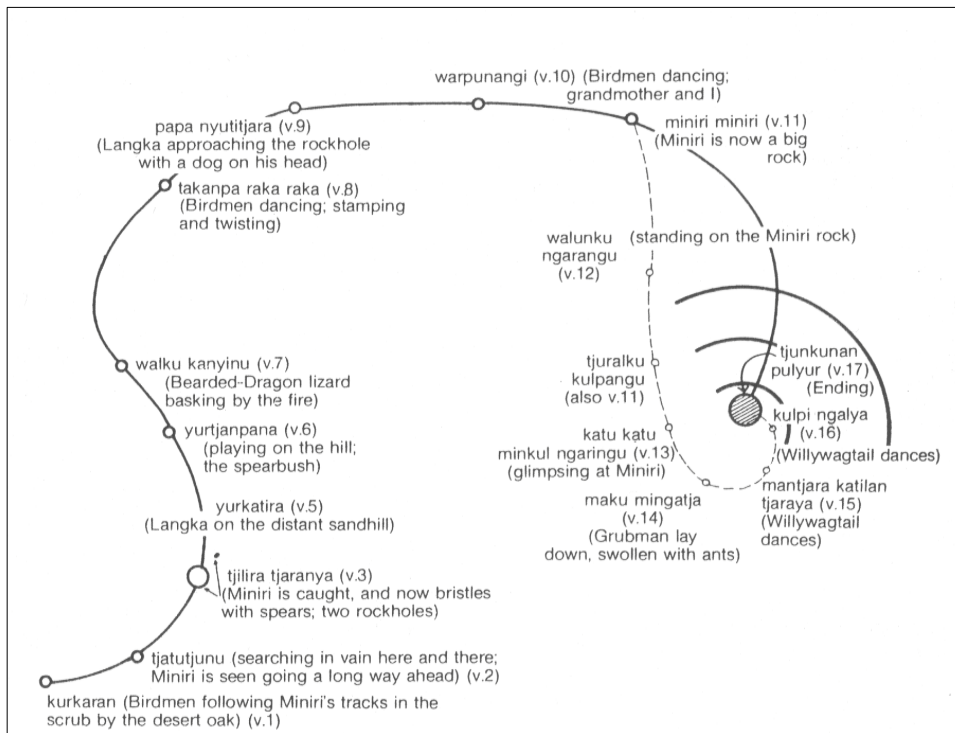 warpunangi (v.10) (Birdmen dancing;
grandmother and I)
papa nyutitjara (v.9)
(Langka approaching the rockhole
with a dog on his head)
miniri miniri (v.11)
(Miniri is now a big
rock)
takanpa raka raka (v.8)
(Birdmen dancing; stamping
and twisting)
walunku
ngarangu
(v.12)
(standing on the Miniri rock)
walku kanyinu (v.7)
(Bearded-Dragon lizard
basking by the fire)
tjuralku
kulpangu
(also v.11)
tjunkunan
pulyur (v.17)
(Ending)
yurtjanpana (v.6)
(playing on the hill;
the spearbush)
katu katu
minkul ngaringu (v.13)
(glimpsing at Miniri)
kulpi ngalya
(v.16)
(Willywagtail dances)
maku mingatja
(v.14)
(Grubman lay
down, swollen with ants)
mantjara katilan
tjaraya (v.15)
(Willywagtail
dances)
yurkatira (v.5)
(Langka on the distant sandhill)
tjilira tjaranya (v.3)
(Miniri is caught, and now bristles
with spears; two rockholes)
tjatutjunu (searching in vain here and there;
Miniri is seen going a long way ahead) (v.2)
kurkaran (Birdmen following Miniri's tracks in the
scrub by the desert oak) (v.1)